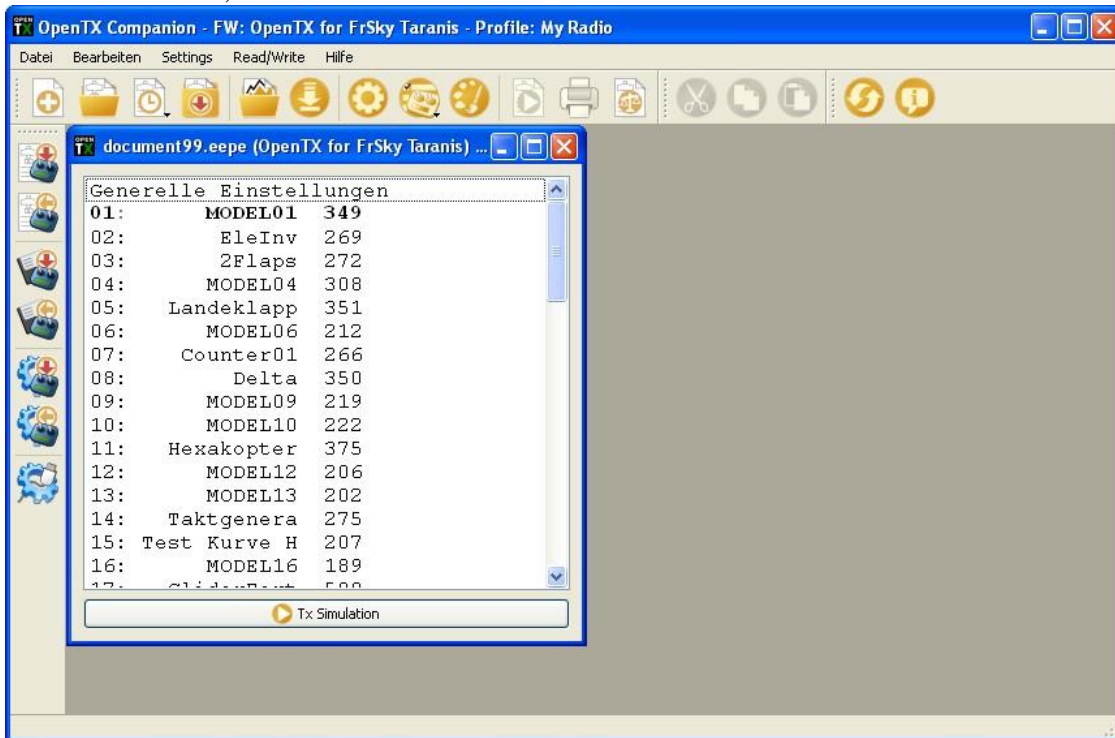 OpenTX Companion - FW: OpenTX for FrSky Taranis - Profile: My Radio
Datei Bearbeiten Settings Read/Write Hilfe
document99.eepe (OpenTX for FrSky Taranis) ...
Generelle Einstellungen
01: MODEL01 349
02: EleInv 269
03: 2Flaps 272
04: MODEL04 308
05: Landeklapp 351
06: MODEL06 212
07: Counter01 266
08: Delta 350
09: MODEL09 219
10: MODEL10 222
11: Hexakopter 375
12: MODEL12 206
13: MODEL13 202
14: Taktgenera 275
15: Test Kurve H 207
16: MODEL16 189
Tx Simulation